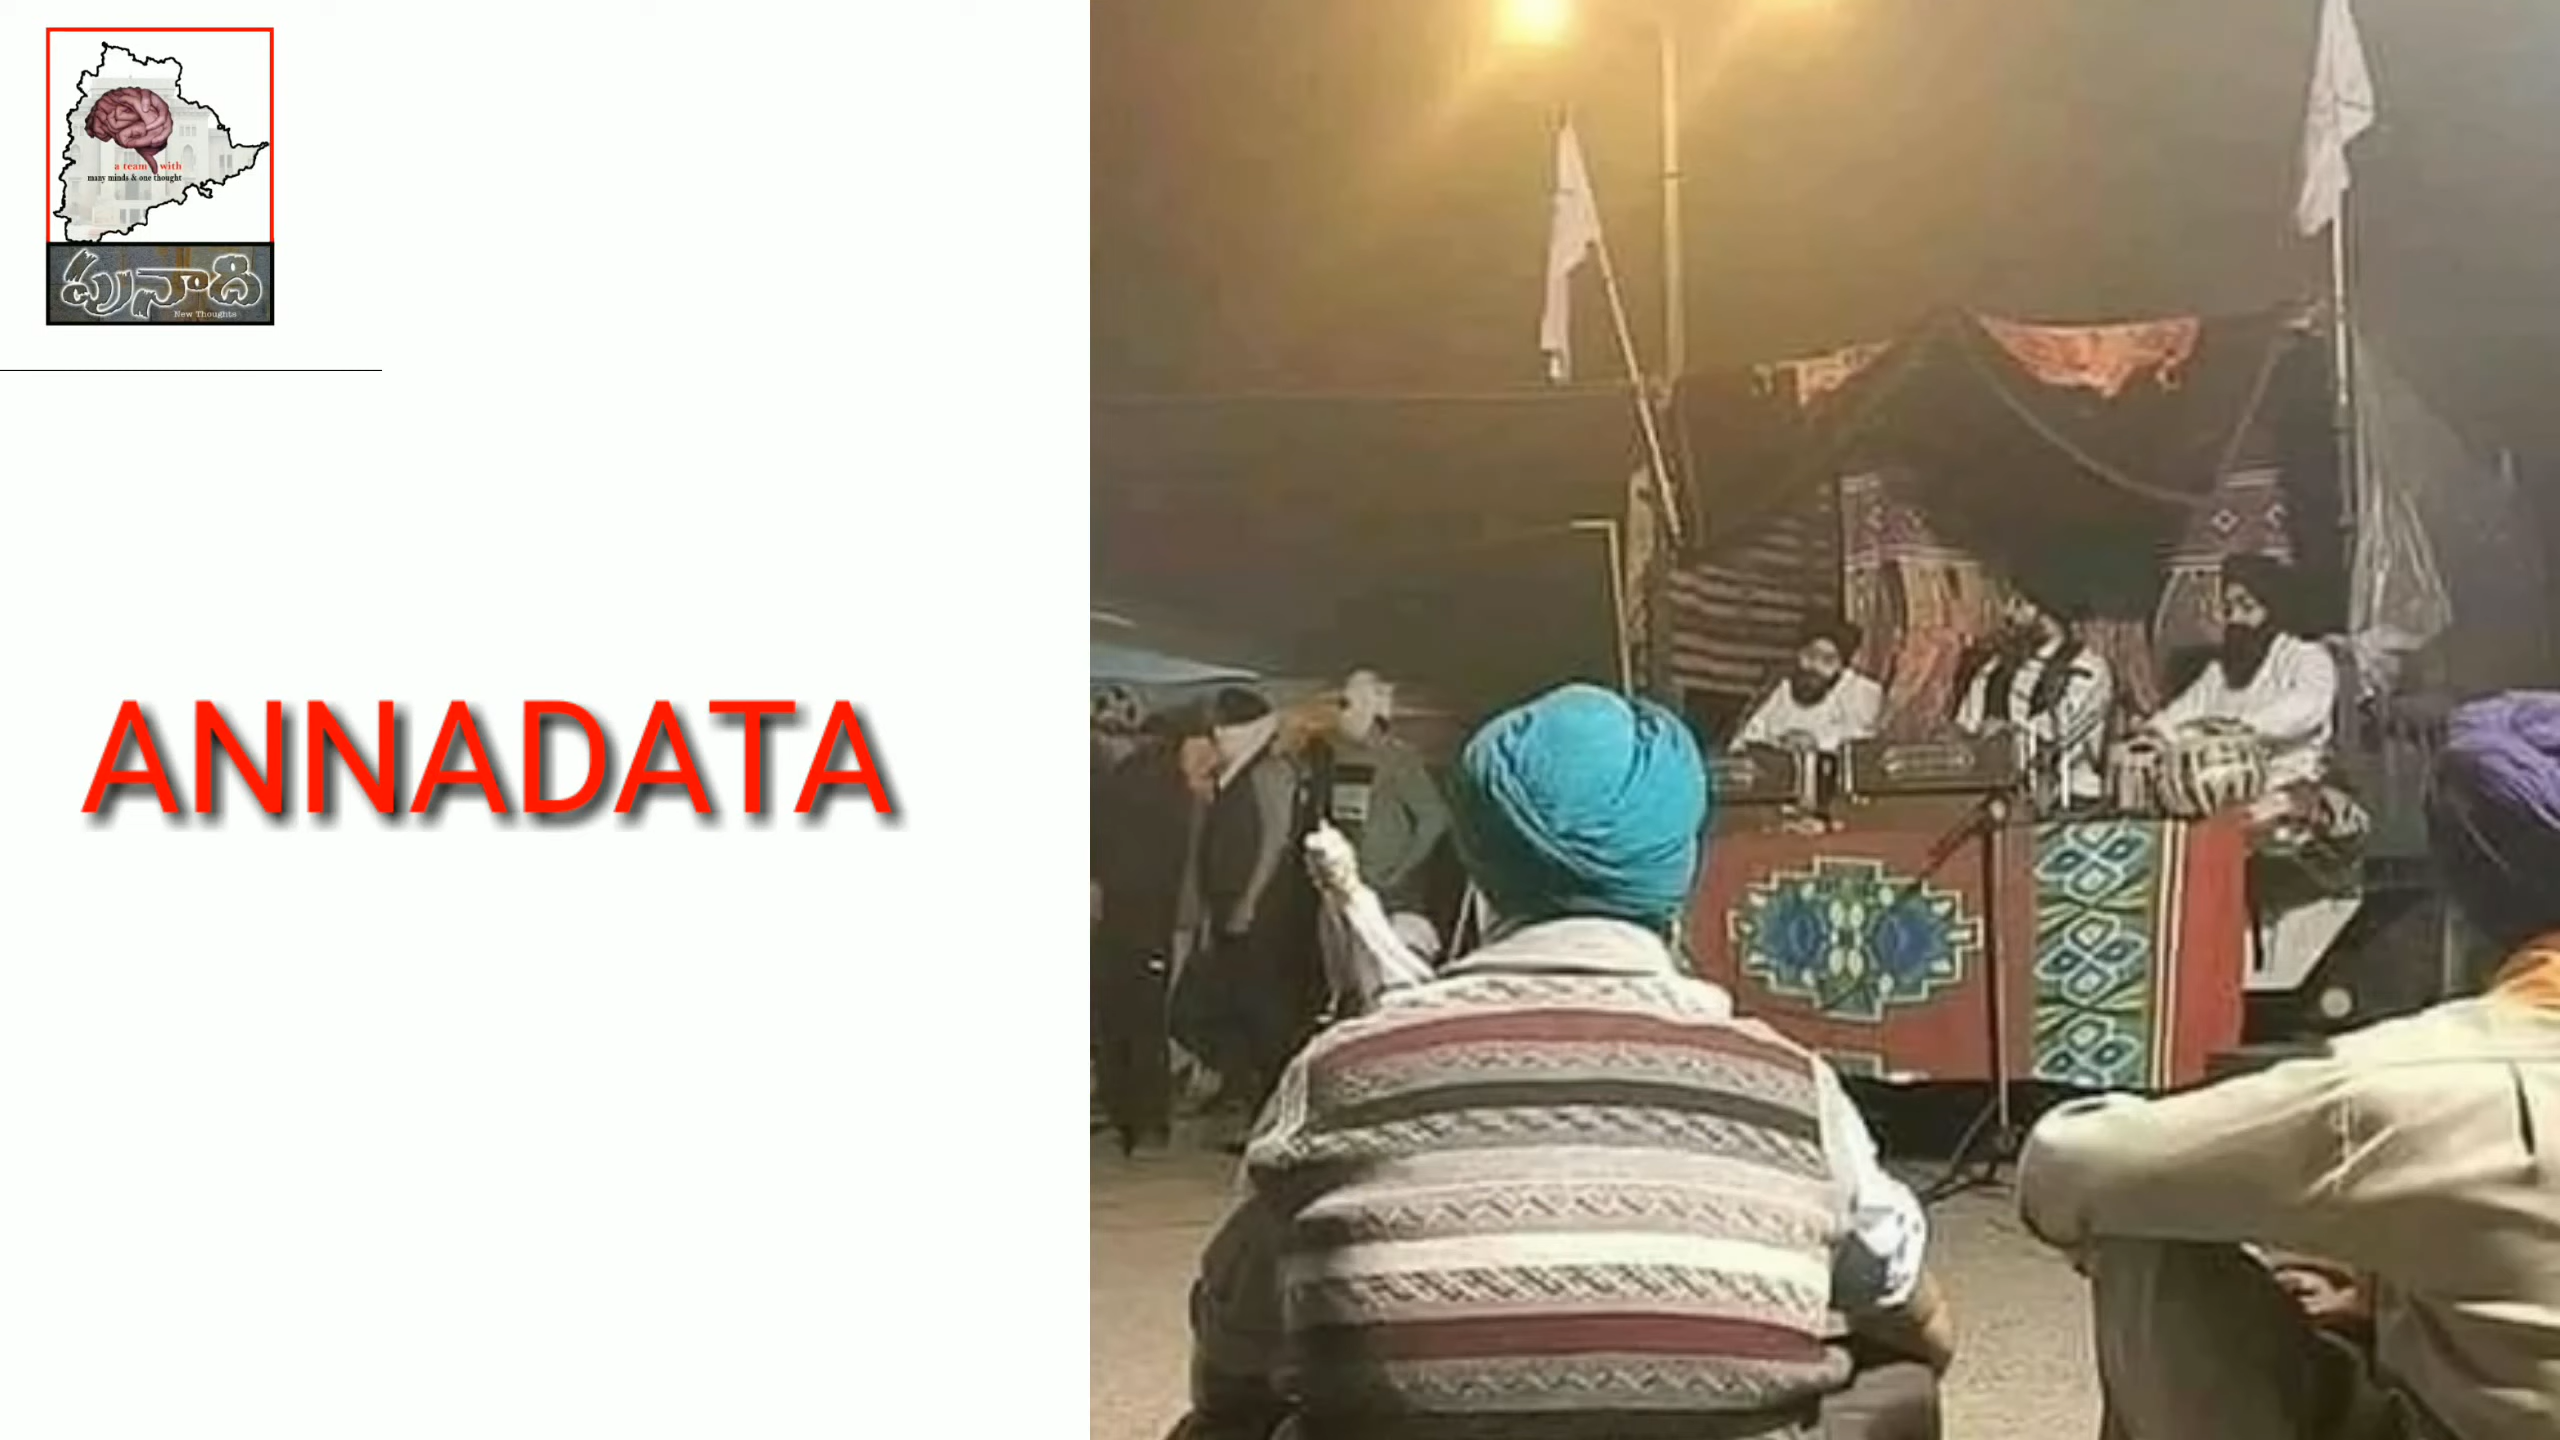 a team with
many minds & one thought
పునాది
New Thoughts
ANNADATA